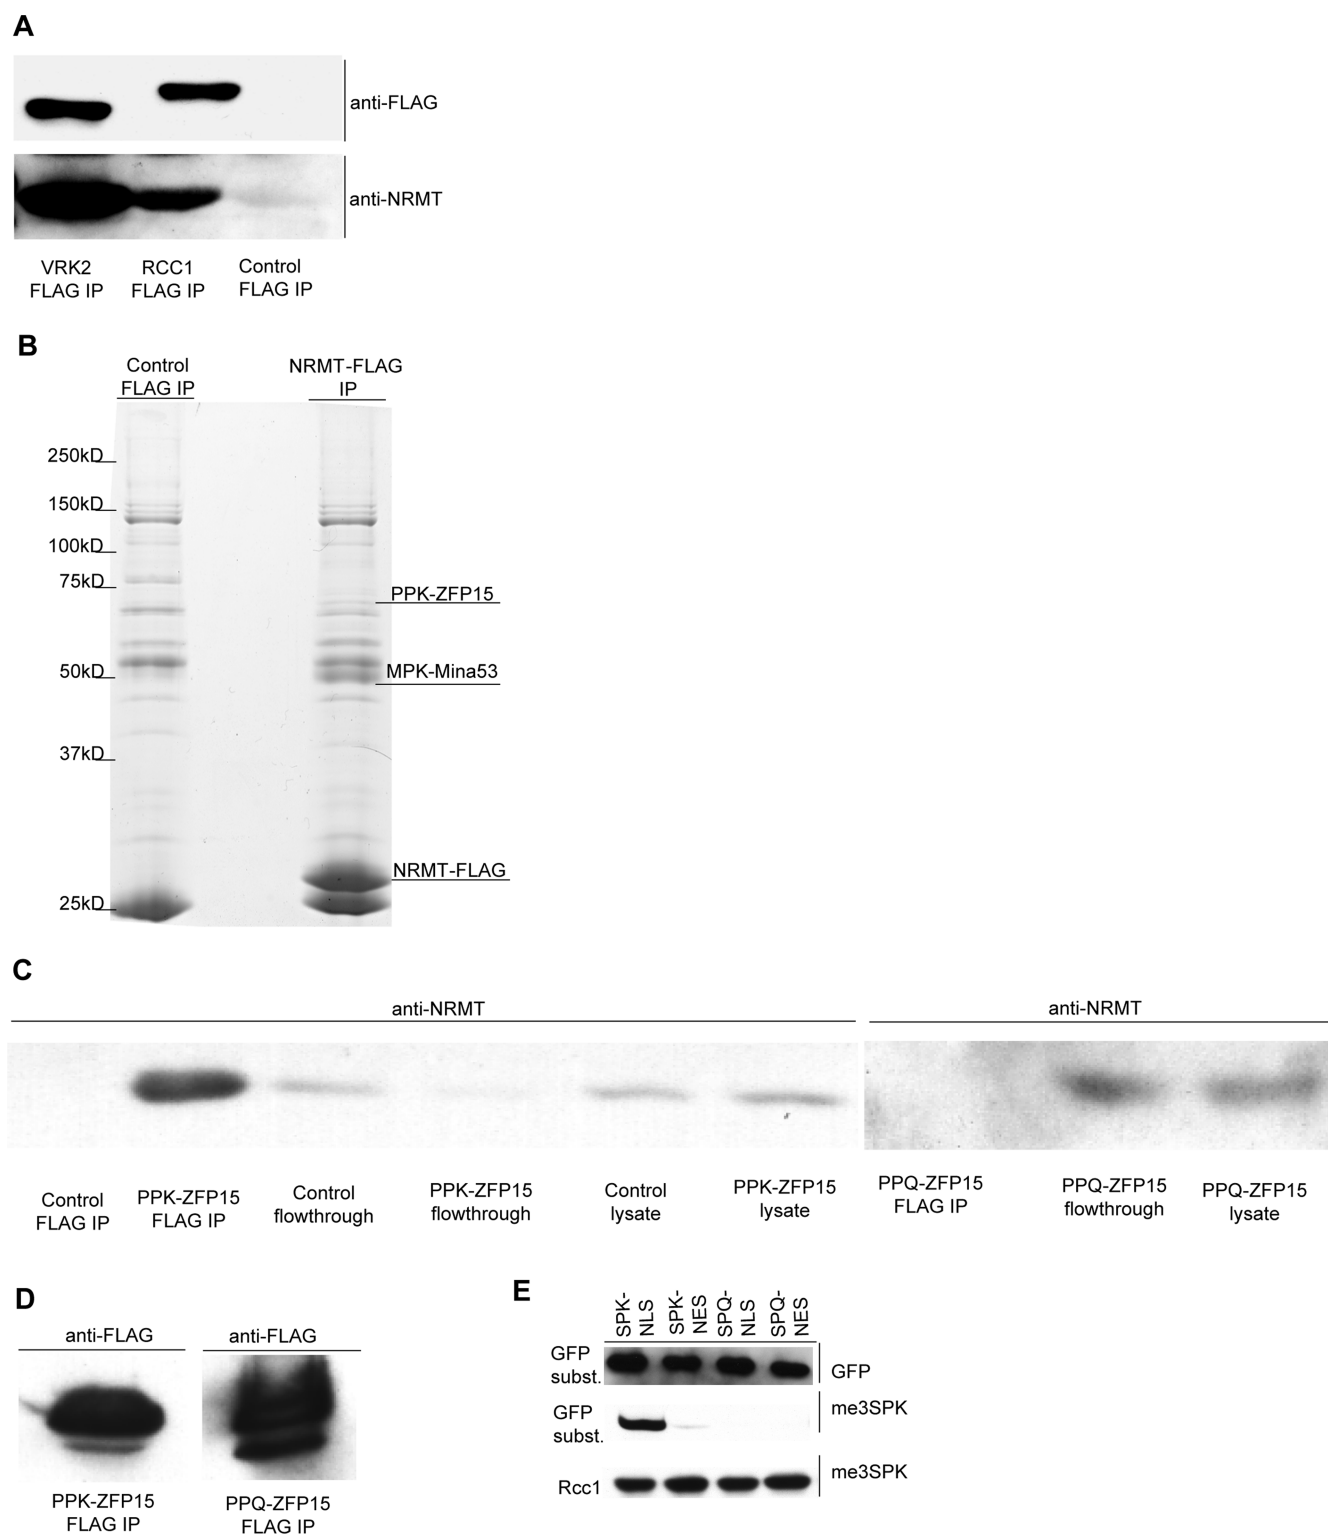 A
anti-FLAG
anti-NRMT
VRK2
FLAG IP
RCC1
FLAG IP
Control
FLAG IP
B
Control
FLAG IP
NRMT-FLAG
IP
250kD
150kD
100kD
75kD
PPK-ZFP15
50kD
MPK-Mina53
37kD
NRMT-FLAG
25kD
C
anti-NRMT
anti-NRMT
Control
FLAG IP
PPK-ZFP15
FLAG IP
Control
flowthrough
PPK-ZFP15
flowthrough
Control
lysate
PPK-ZFP15
lysate
PPQ-ZFP15
FLAG IP
PPQ-ZFP15
flowthrough
PPQ-ZFP15
lysate
D
anti-FLAG
anti-FLAG
PPK-ZFP15
FLAG IP
PPQ-ZFP15
FLAG IP
E
SPK-
NLS
SPK-
NES
SPQ-
NLS
SPQ-
NES
GFP
subst.
GFP
GFP
subst.
me3SPK
Rcc1
me3SPK